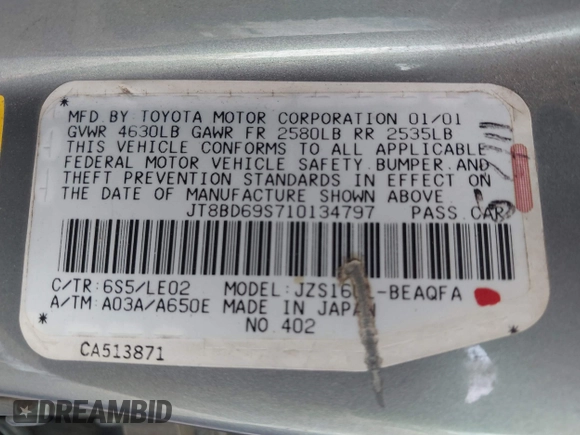 MFD BY TOYOTA MOTOR CORPORATION 01/01
GVWR 4630LB GAWR FR 2580LB RR 2535LB
THIS VEHICLE CONFORMS TO ALL APPLICABLE
FEDERAL MOTOR VEHICLE SAFETY, BUMPER, AND
THEFT PREVENTION STANDARDS IN EFFECT ON
THE DATE OF MANUFACTURE SHOWN ABOVE.
JT8BD69S710134797 PASS.CAR
C/TR:6S5/LE02 MODEL:
A/TM:A03A/A650E MADE IN JAPAN
NO.402
CA513871
DREAMBID